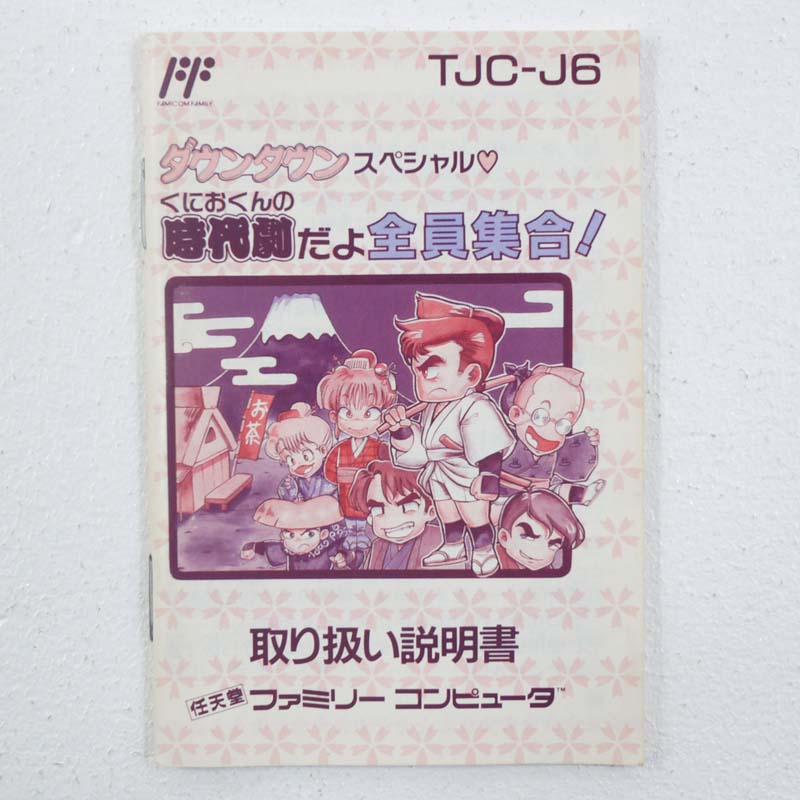 FAMICOM FAMILY
TJC-J6
ダウンタウン スペシャル♡
くにおくんの
時代劇だよ全員集合!
お茶
取り扱い説明書
任天堂 ファミリー コンピュータ™